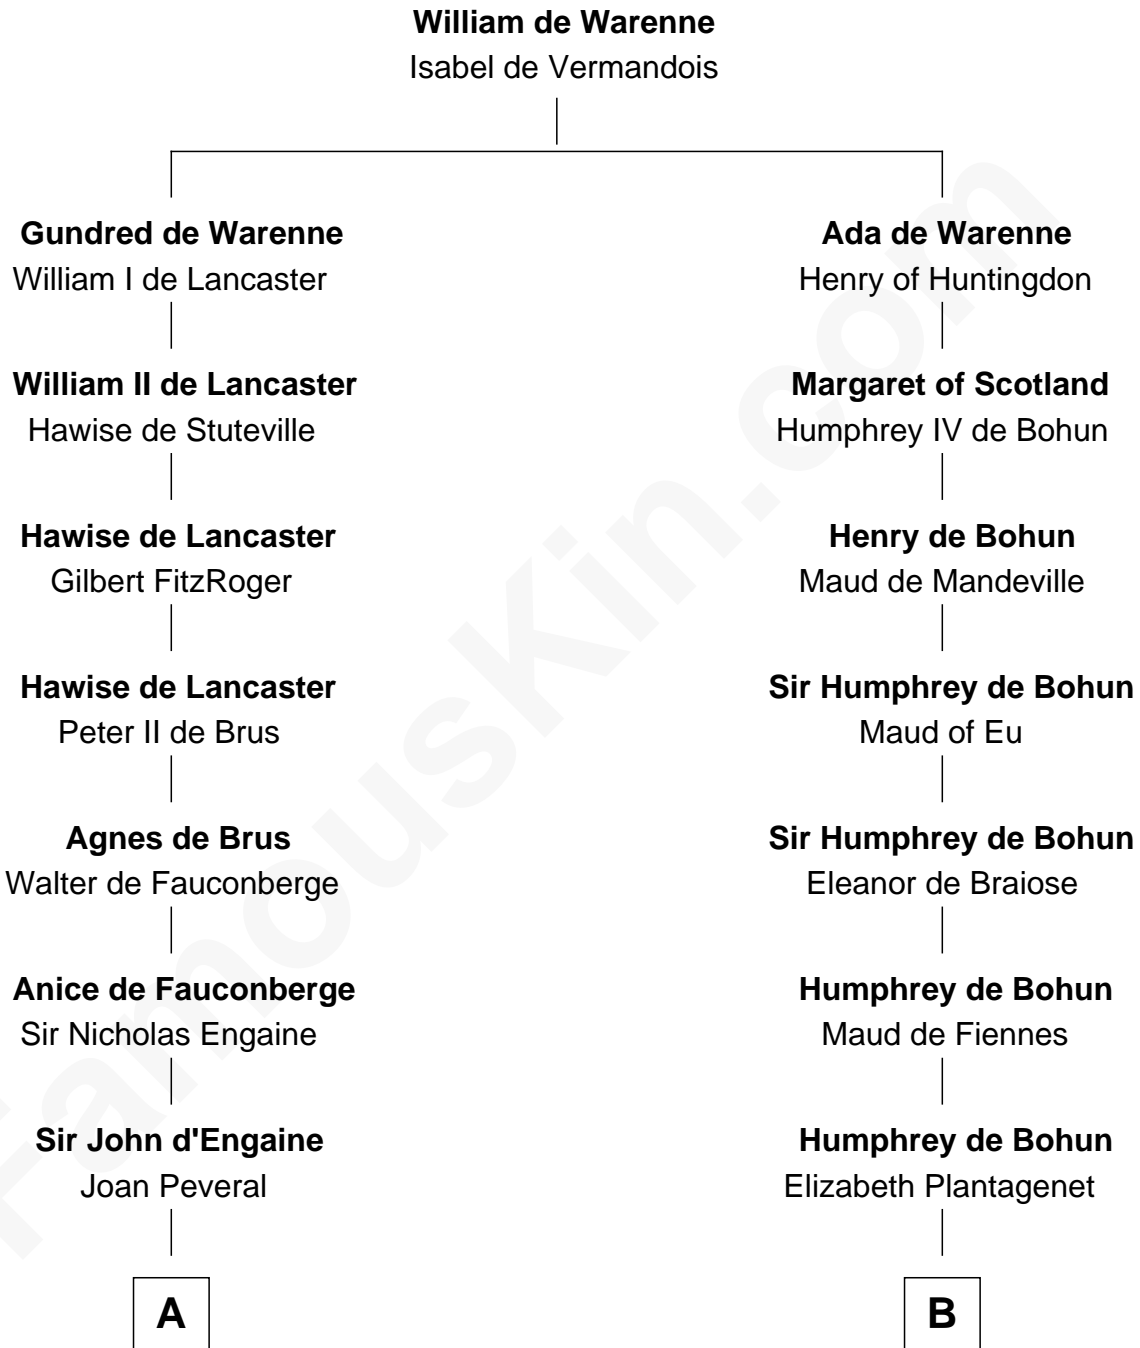 William de Warenne
Isabel de Vermandois
Gundred de Warenne
William I de Lancaster
William II de Lancaster
Hawise de Stuteville
Hawise de Lancaster
Gilbert FitzRoger
Hawise de Lancaster
Peter II de Brus
Agnes de Brus
Walter de Fauconberge
Anice de Fauconberge
Sir Nicholas Engaine
Sir John d'Engaine
Joan Peveral
A
Ada de Warenne
Henry of Huntingdon
Margaret of Scotland
Humphrey IV de Bohun
Henry de Bohun
Maud de Mandeville
Sir Humphrey de Bohun
Maud of Eu
Sir Humphrey de Bohun
Eleanor de Braiose
Humphrey de Bohun
Maud de Fiennes
Humphrey de Bohun
Elizabeth Plantagenet
B
FamousKin.com